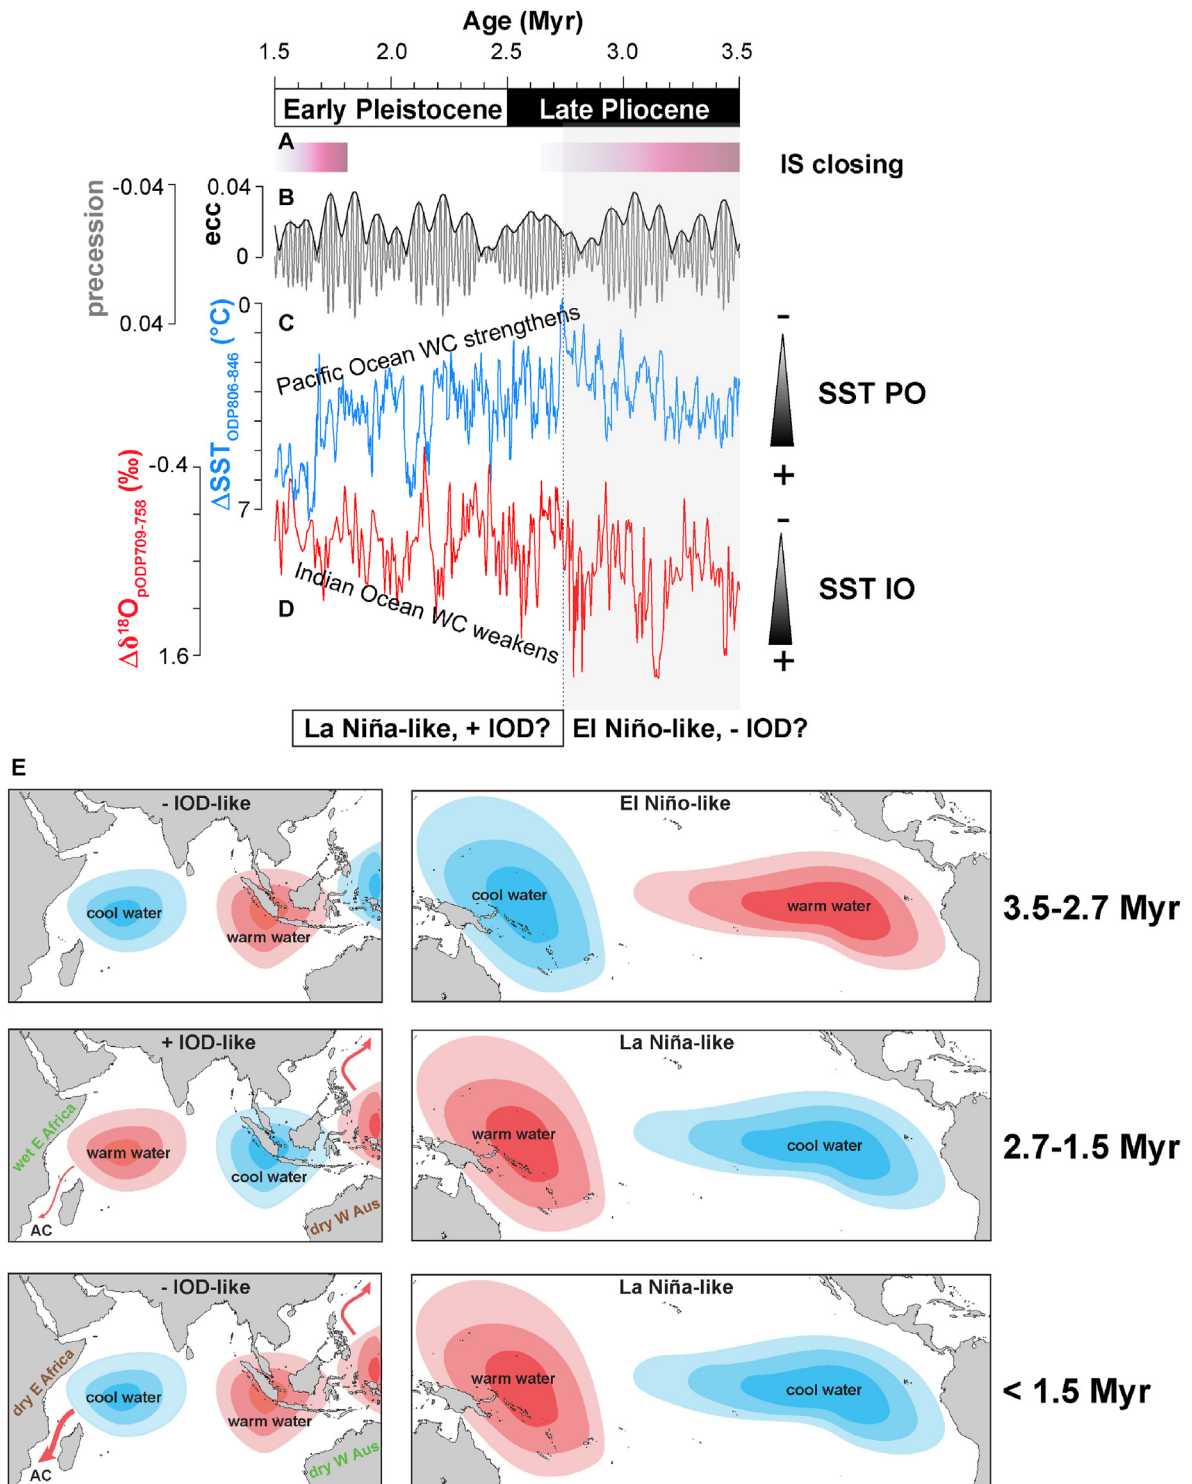 Age (Myr)
1.5 2.0 2.5 3.0 3.5
Early Pleistocene Late Pliocene
A
IS closing
B
precession
-0.04
0.04
ecc
0.04
0
C
ΔSST ODP806-846 (°C)
0
7
Pacific Ocean WC strengthens
-
SST PO
+
Δδ18O pODP709-758 (‰)
-0.4
1.6
D
Indian Ocean WC weakens
-
SST IO
+
La Niña-like, + IOD? El Niño-like, - IOD?
E
- IOD-like
cool water
warm water
El Niño-like
cool water
warm water
3.5-2.7 Myr
+ IOD-like
wet E Africa
warm water
cool water
AC
dry W Aus
La Niña-like
warm water
cool water
2.7-1.5 Myr
- IOD-like
dry E Africa
cool water
warm water
AC
dry W Aus
La Niña-like
warm water
cool water
< 1.5 Myr